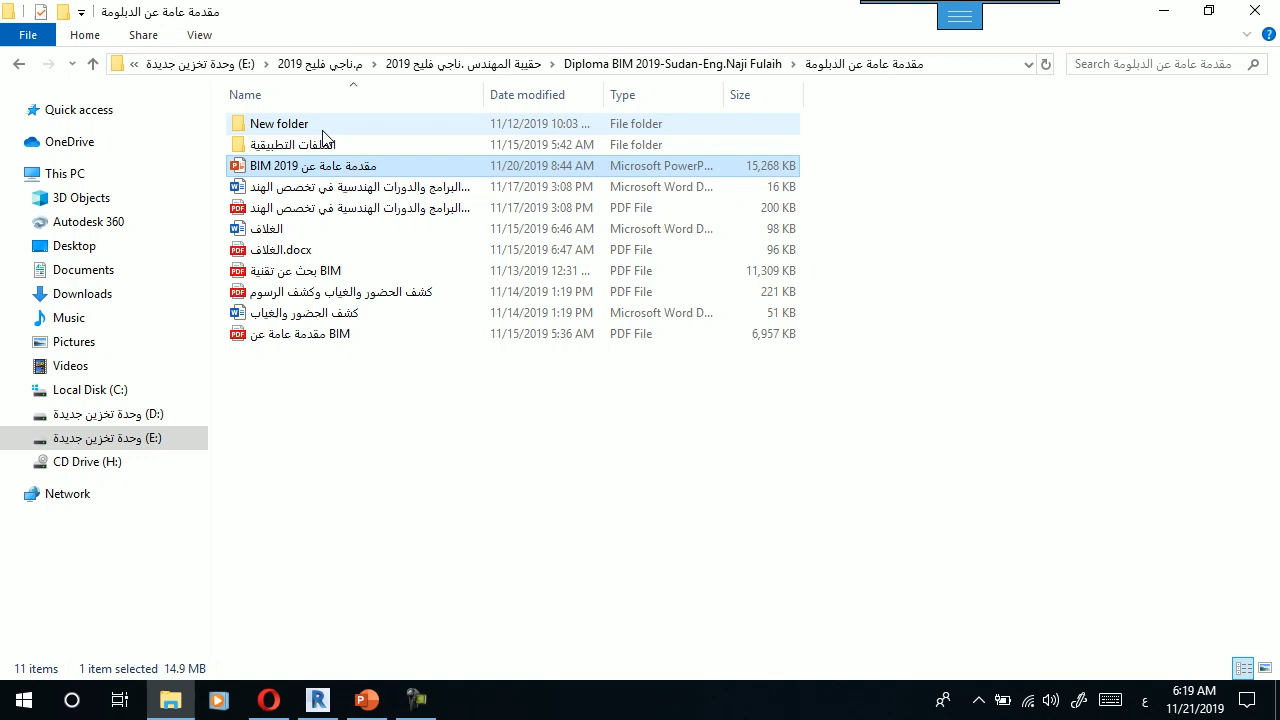 مقدمة عامة عن الدبلومة
File Home Share View
وحدة تخزين جديدة (E:) › م.ناجي فليح 2019 › حقيبة المهندس .ناجي فليح 2019 › Diploma BIM 2019-Sudan-Eng.Naji Fulaih › مقدمة عامة عن الدبلومة
Search مقدمة عامة عن الدبلومة
Name Date modified Type Size
New folder 11/12/2019 10:03 ... File folder
11/15/2019 5:42 AM File folder
مقدمة عامة عن BIM 2019 11/20/2019 8:44 AM Microsoft PowerP... 15,268 KB
البرامج والدورات الهندسية في تخصص الهند... 11/17/2019 3:08 PM Microsoft Word D... 16 KB
البرامج والدورات الهندسية في تخصص الهند... 11/17/2019 3:08 PM PDF File 200 KB
الغلاف 11/15/2019 6:46 AM Microsoft Word D... 98 KB
الغلاف.docx 11/15/2019 6:47 AM PDF File 96 KB
بحث عن تقنية BIM 11/13/2019 12:31 ... PDF File 11,309 KB
كشف الحضور والغياب وكشف الرسوم 11/14/2019 1:19 PM PDF File 221 KB
كشف الحضور والغياب 11/14/2019 1:19 PM Microsoft Word D... 51 KB
مقدمة عامة عن BIM 11/15/2019 5:36 AM PDF File 6,957 KB
Quick access
OneDrive
This PC
3D Objects
Autodesk 360
Desktop
Documents
Downloads
Music
Pictures
Videos
Local Disk (C:)
وحدة تخزين جديدة (D:)
وحدة تخزين جديدة (E:)
CD Drive (H:)
Network
11 items 1 item selected 14.9 MB
ع
6:19 AM
11/21/2019